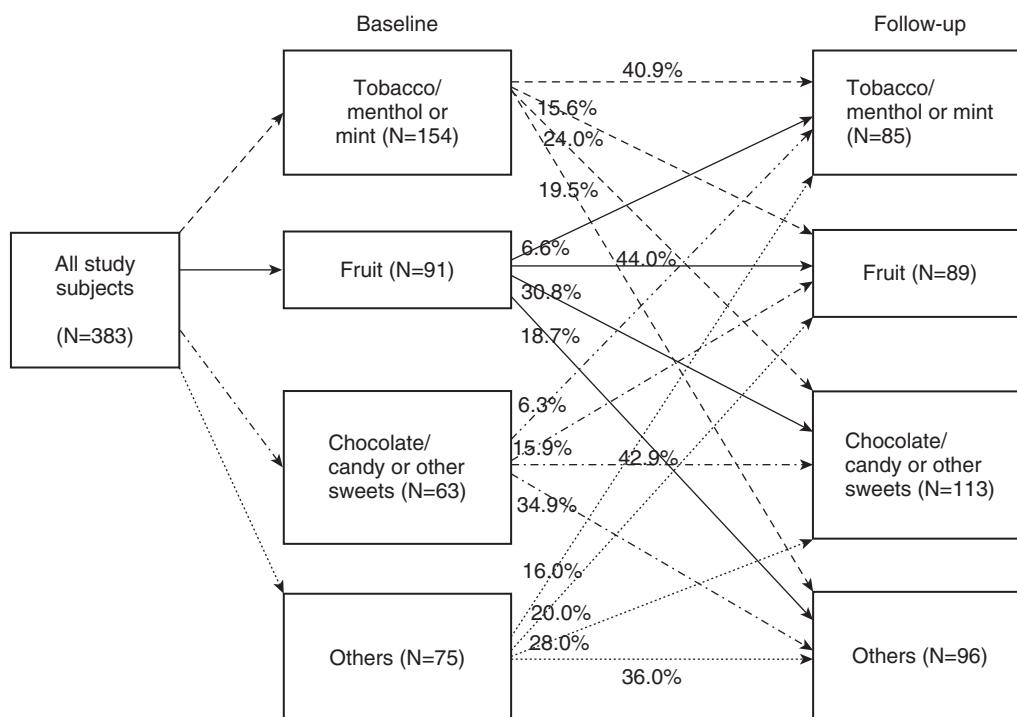 Baseline
Follow-up
All study
subjects
(N=383)
Tobacco/
menthol or
mint (N=154)
Fruit (N=91)
Chocolate/
candy or other
sweets (N=63)
Others (N=75)
40.9%
15.6%
24.0%
19.5%
6.6%
44.0%
30.8%
18.7%
6.3%
15.9%
42.9%
34.9%
16.0%
20.0%
28.0%
36.0%
Tobacco/
menthol or mint
(N=85)
Fruit (N=89)
Chocolate/
candy or other
sweets (N=113)
Others (N=96)